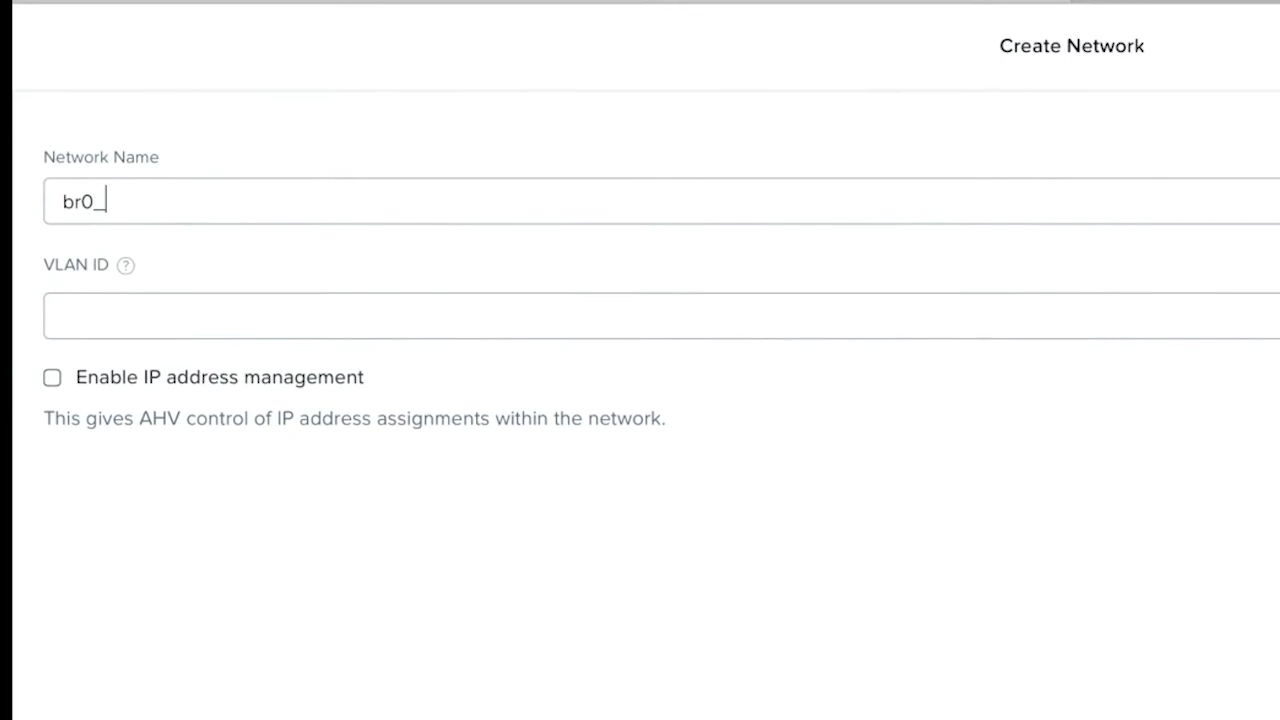 Create Network
Network Name
br0_
VLAN ID ?
Enable IP address management
This gives AHV control of IP address assignments within the network.